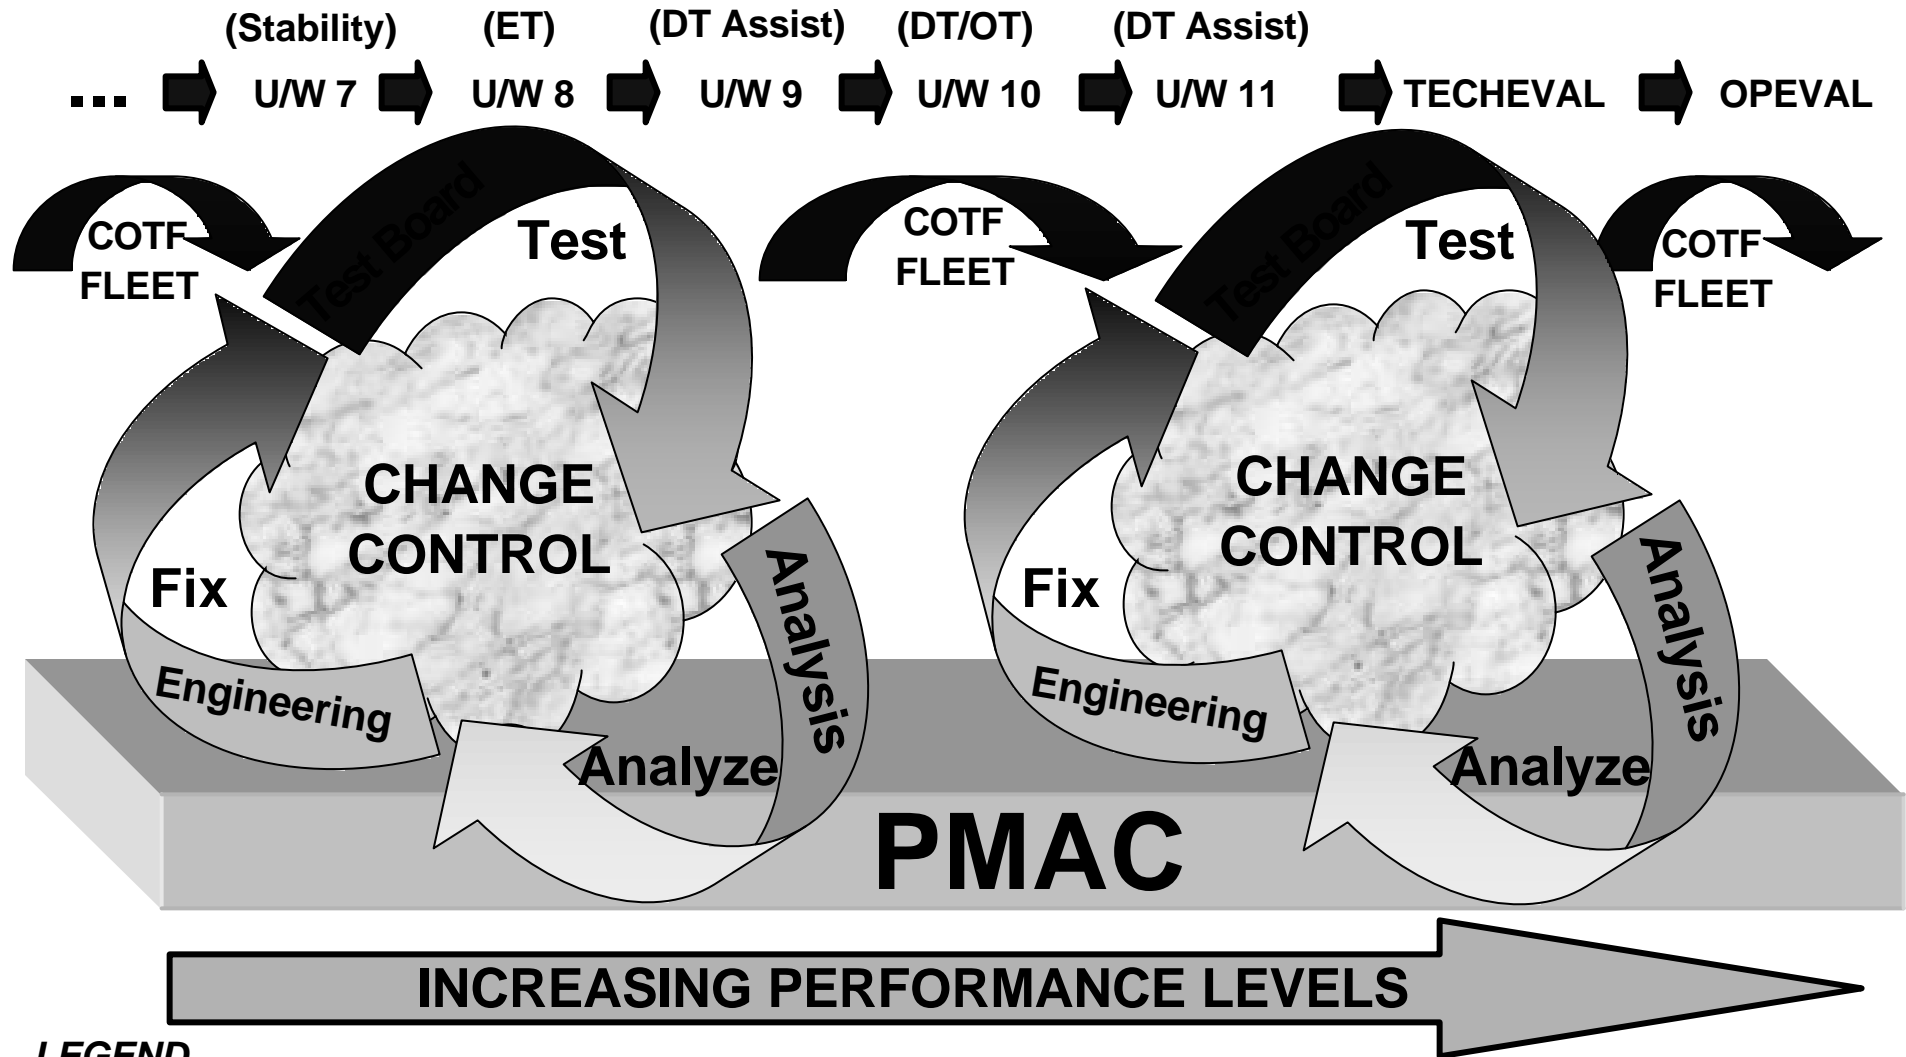 (Stability) (ET) (DT Assist) (DT/OT) (DT Assist)
... U/W 7 U/W 8 U/W 9 U/W 10 U/W 11 TECHEVAL OPEVAL
COTF
FLEET
Test Board
Test
COTF
FLEET
Test Board
Test
COTF
FLEET
CHANGE
CONTROL
Fix
Engineering
Analysis
Analyze
CHANGE
CONTROL
Fix
Engineering
Analysis
Analyze
PMAC
INCREASING PERFORMANCE LEVELS
LEGEND